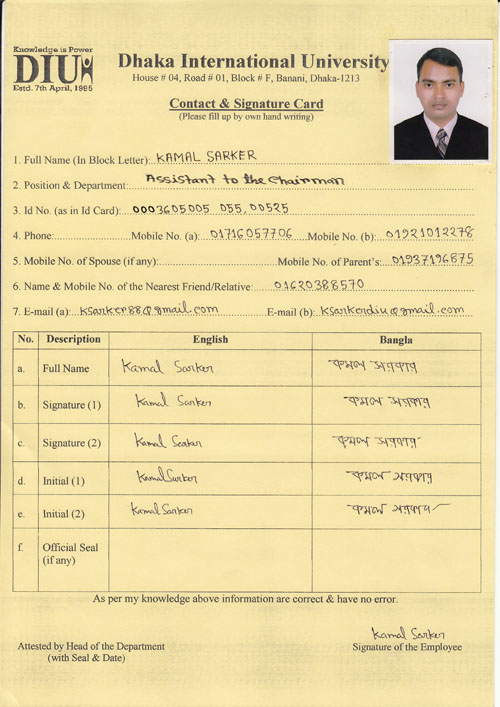 Knowledge is Power
DIU
Estd. 7th April, 1995
Dhaka International University
House # 04, Road # 01, Block # F, Banani, Dhaka-1213
Contact & Signature Card
(Please fill up by own hand writing)
1. Full Name (In Block Letter): KAMAL SARKER
2. Position & Department: Assistant to the Chairman
3. Id No. (as in Id Card): 0003605005 055, 00525
4. Phone: Mobile No. (a): 01716057706 Mobile No. (b): 01921012278
5. Mobile No. of Spouse (if any): Mobile No. of Parent's: 01937196875
6. Name & Mobile No. of the Nearest Friend/Relative: 01620388570
7. E-mail (a): ksarker88@gmail.com E-mail (b): ksarkerdiu@gmail.com
No. Description English Bangla
a. Full Name Kamal Sarker কমল সরকার
b. Signature (1) Kamal Sarker কমল সরকার
c. Signature (2) Kamal Sarker কমল সরকার
d. Initial (1) Kamal Sarker কমল সরকার
e. Initial (2) Kamal Sarker কমল সরকার
f. Official Seal
(if any)
As per my knowledge above information are correct & have no error.
Kamal Sarker
Attested by Head of the Department Signature of the Employee
(with Seal & Date)